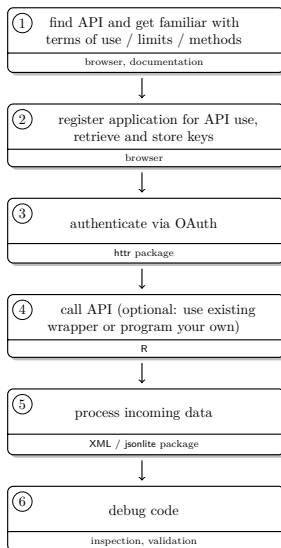 1
find API and get familiar with
terms of use / limits / methods
browser, documentation
2
register application for API use,
retrieve and store keys
browser
3
authenticate via OAuth
httr package
4
call API (optional: use existing
wrapper or program your own)
R
5
process incoming data
XML / jsonlite package
6
debug code
inspection, validation